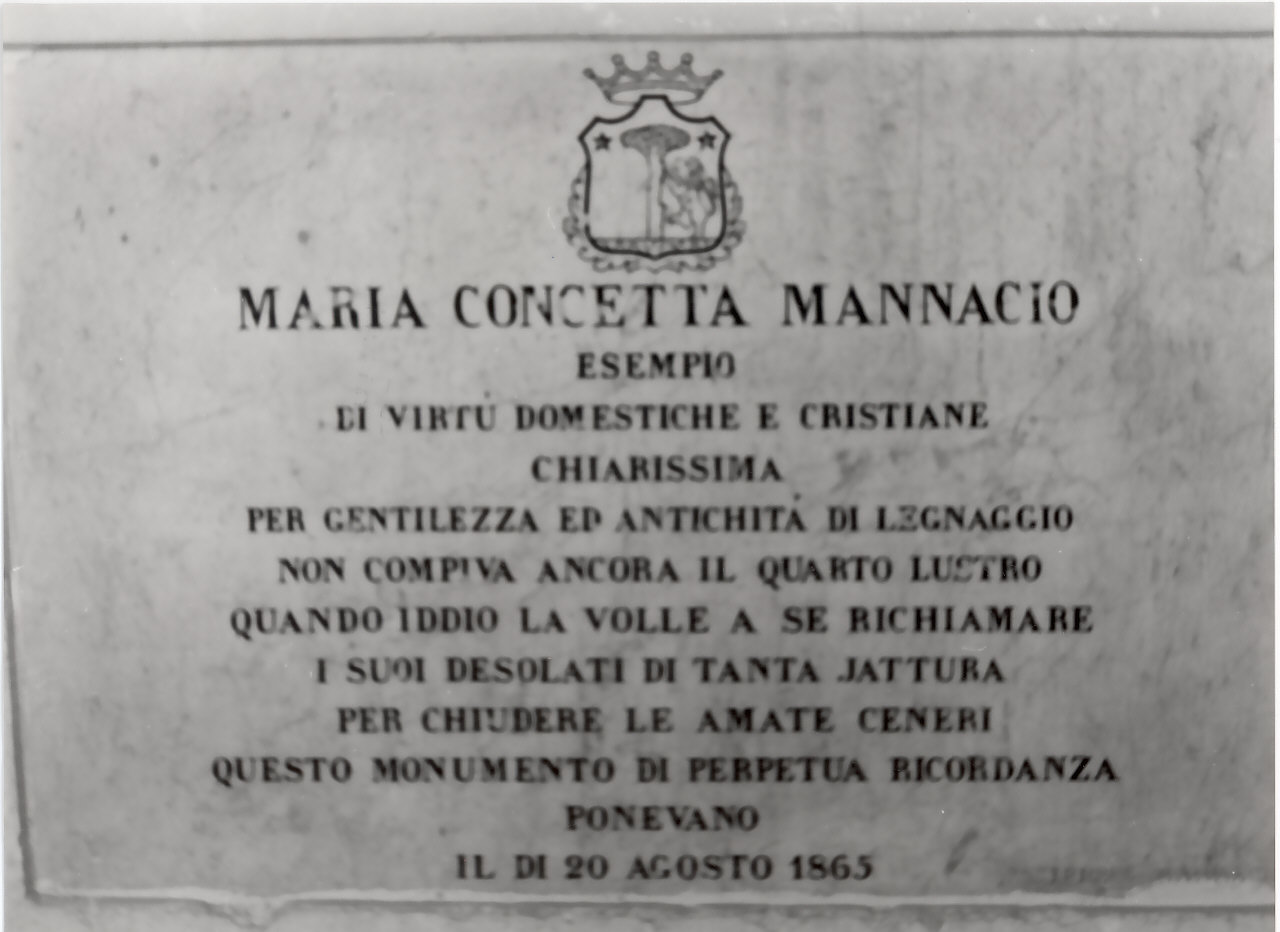 MARIA CONCETTA MANNACIO
ESEMPIO
DI VIRTÙ DOMESTICHE E CRISTIANE
CHIARISSIMA
PER GENTILEZZA ED ANTICHITÀ DI LEGNAGGIO
NON COMPIVA ANCORA IL QUARTO LUSTRO
QUANDO IDDIO LA VOLLE A SE RICHIAMARE
I SUOI DESOLATI DI TANTA JATTURA
PER CHIUDERE LE AMATE CENERI
QUESTO MONUMENTO DI PERPETUA RICORDANZA
PONEVANO
IL DI 20 AGOSTO 1865